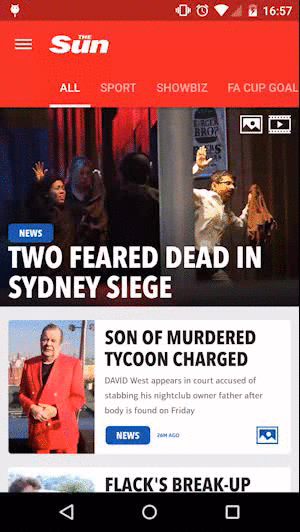 16:57
THE
Sun
ALL SPORT SHOWBIZ FA CUP GOAL
BURGER
BROP
NEWS
TWO FEARED DEAD IN
SYDNEY SIEGE
SON OF MURDERED
TYCOON CHARGED
DAVID West appears in court accused of
stabbing his nightclub owner father after
body is found on Friday
NEWS 26M AGO
FLACK'S BREAK-UP